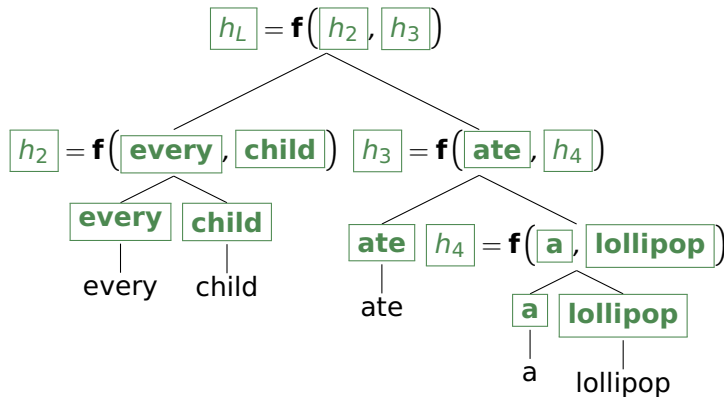 h_L = f(h_2, h_3)
h_2 = f(every, child) h_3 = f(ate, h_4)
every child ate h_4 = f(a, lollipop)
every child ate
a lollipop
a lollipop